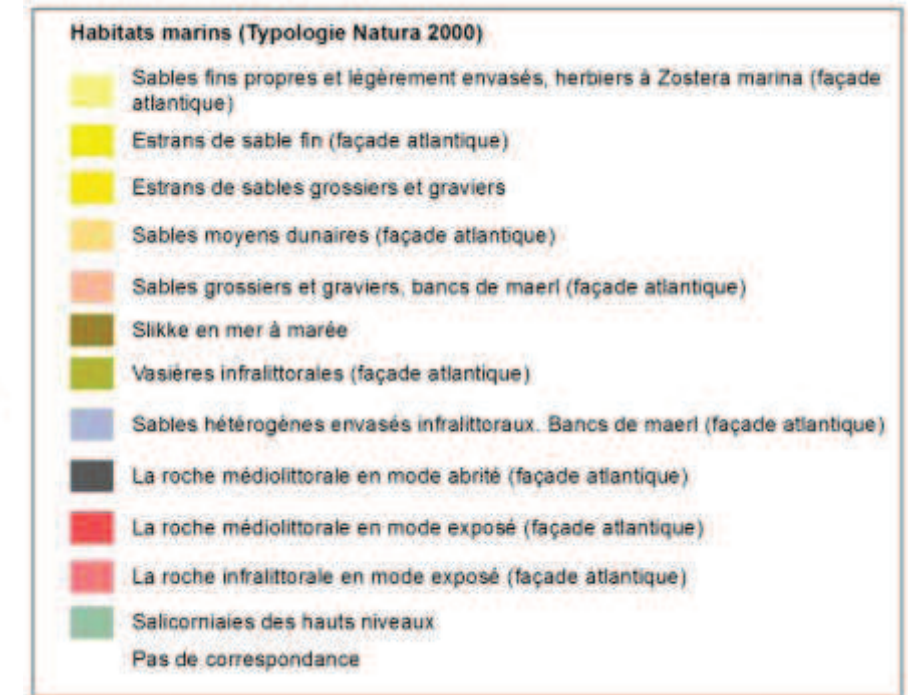 Habitats marins (Typologie Natura 2000)
Sables fins propres et légèrement envasés, herbiers à Zostera marina (façade
atlantique)
Estrans de sable fin (façade atlantique)
Estrans de sables grossiers et graviers
Sables moyens dunaires (façade atlantique)
Sables grossiers et graviers, bancs de maerl (façade atlantique)
Slikke en mer à marée
Vasières infralittorales (façade atlantique)
Sables hétérogènes envasés infralittoraux. Bancs de maerl (façade atlantique)
La roche médiolittorale en mode abrité (façade atlantique)
La roche médiolittorale en mode exposé (façade atlantique)
La roche infralittorale en mode exposé (façade atlantique)
Salicorniaies des hauts niveaux
Pas de correspondance